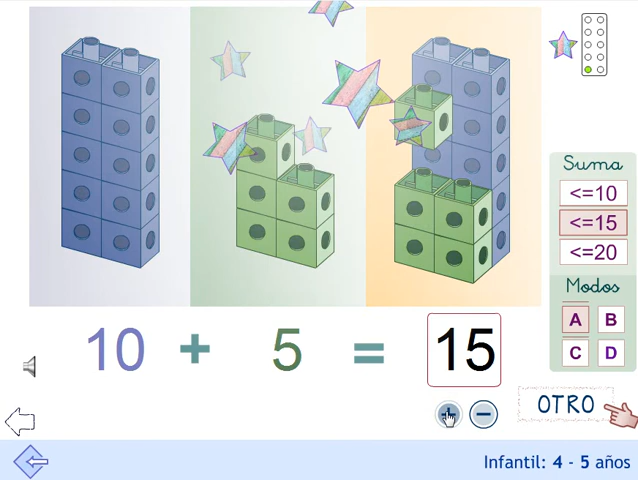 Suma
<=10
<=15
<=20
Modos
A B
C D
10 + 5 = 15
OTRO
Infantil: 4 - 5 años